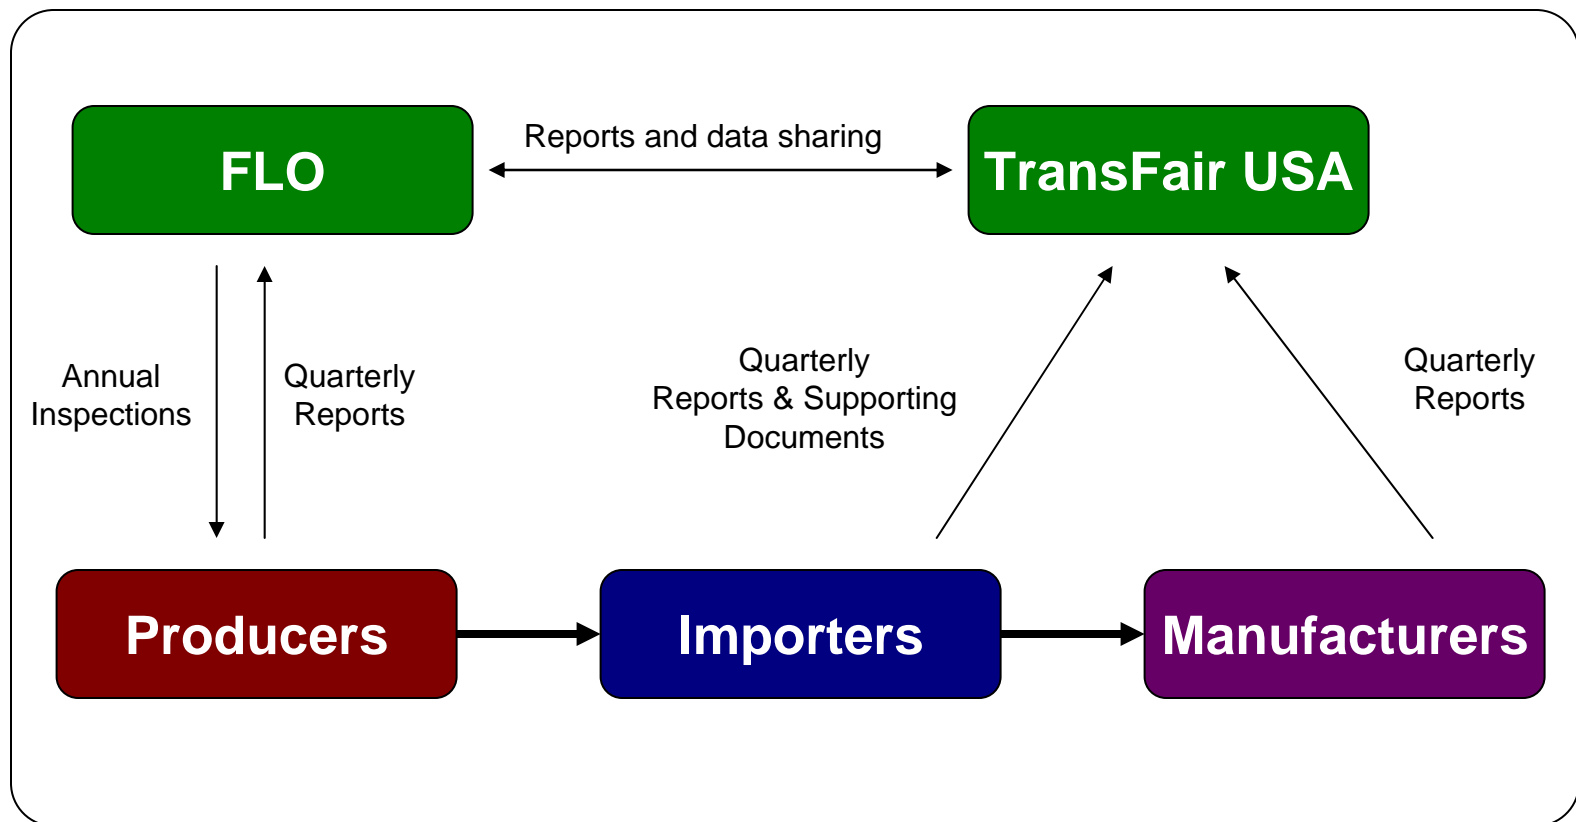 FLO
Reports and data sharing
TransFair USA
Annual
Inspections
Quarterly
Reports
Quarterly
Reports & Supporting
Documents
Quarterly
Reports
Producers
Importers
Manufacturers